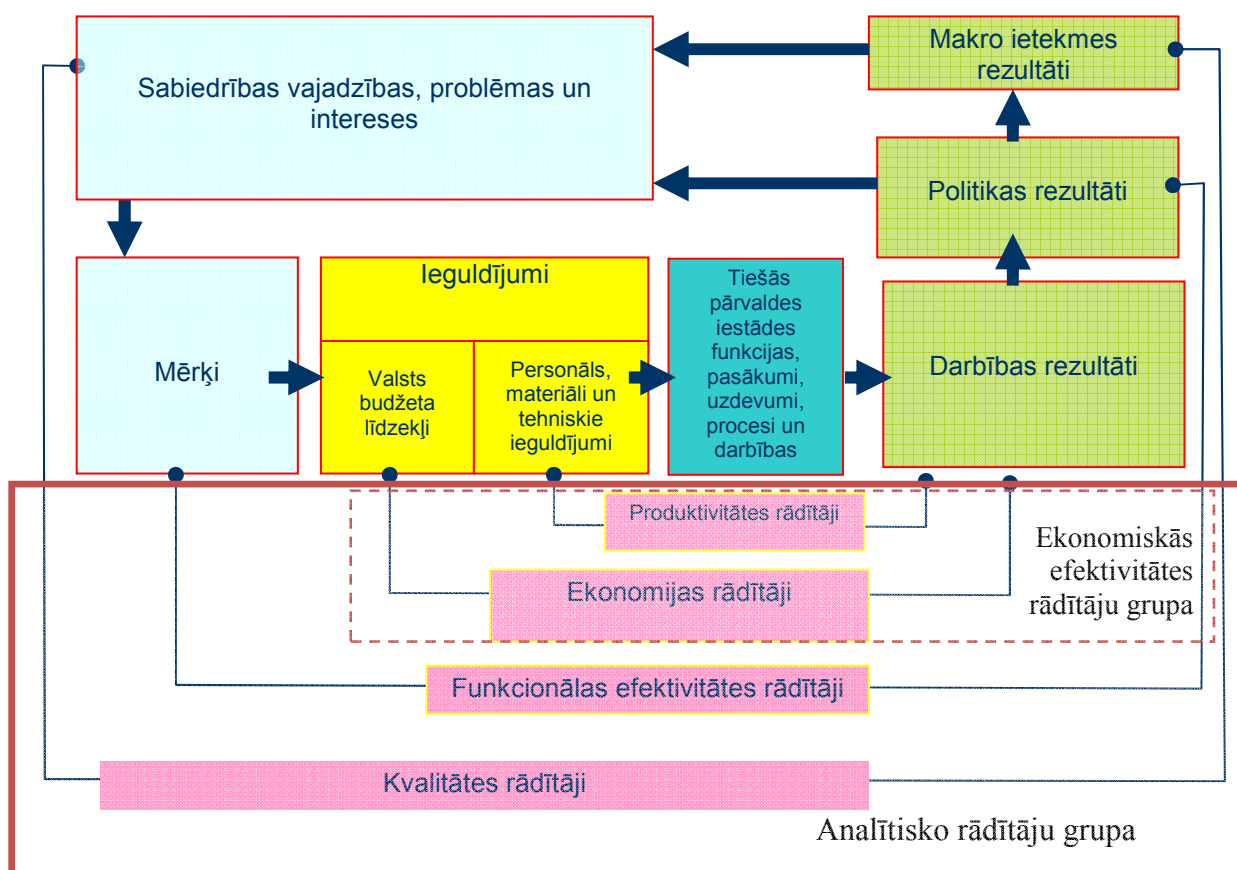 Sabiedrības vajadzības, problēmas un
intereses
Makro ietekmes
rezultāti
Politikas rezultāti
Mērķi
Ieguldījumi
Valsts
budžeta
līdzekļi
Personāls,
materiāli un
tehniskie
ieguldījumi
Tiešās
pārvaldes
iestādes
funkcijas,
pasākumi,
uzdevumi,
procesi un
darbības
Darbības rezultāti
Produktivitātes rādītāji
Ekonomijas rādītāji
Ekonomiskās
efektivitātes
rādītāju grupa
Funkcionālas efektivitātes rādītāji
Kvalitātes rādītāji
Analītisko rādītāju grupa